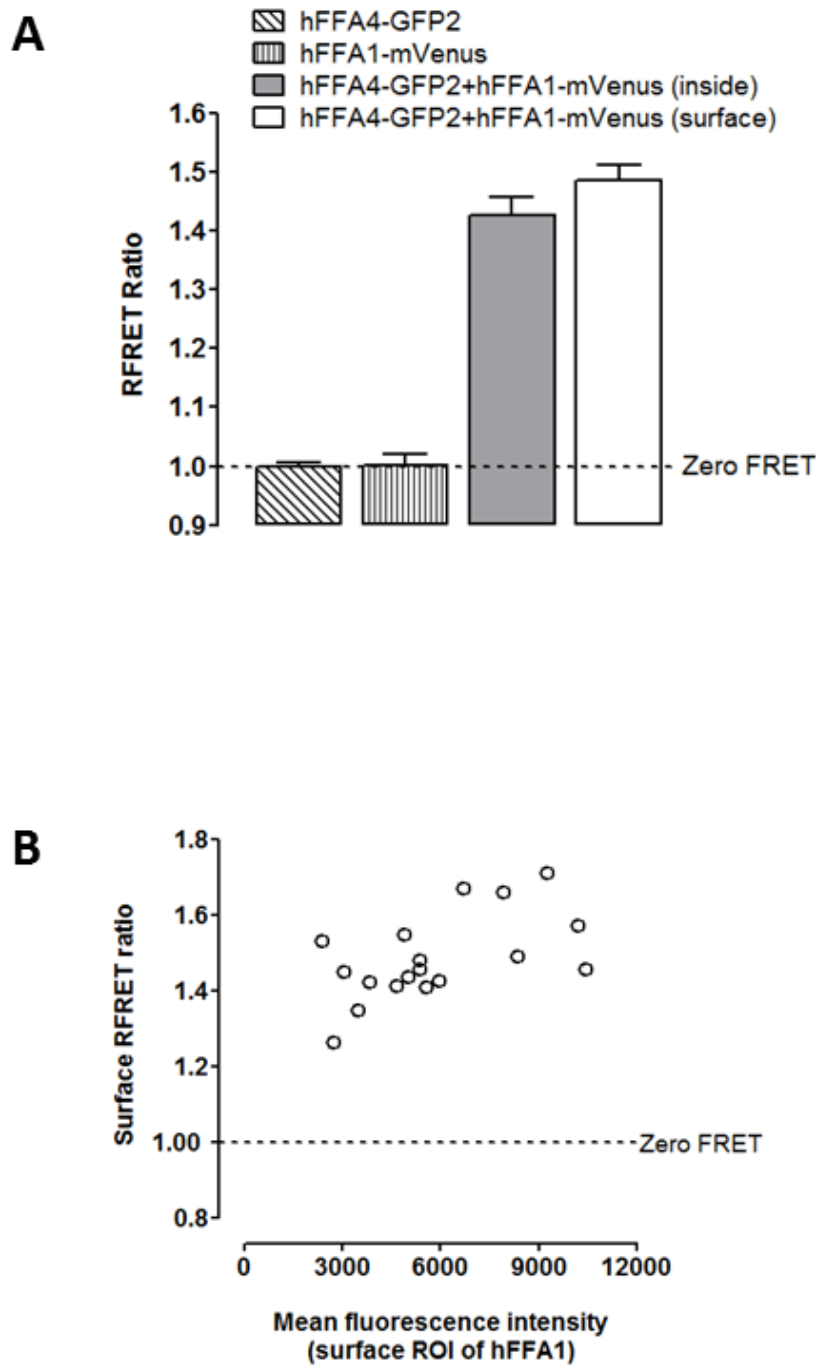 A
hFFA4-GFP2
hFFA1-mVenus
hFFA4-GFP2+hFFA1-mVenus (inside)
hFFA4-GFP2+hFFA1-mVenus (surface)
1.6
1.5
1.4
1.3
1.2
1.1
1.0
0.9
RFRET Ratio
Zero FRET
B
1.8
1.6
1.4
1.2
1.00
0.8
Surface RFRET ratio
Zero FRET
0 3000 6000 9000 12000
Mean fluorescence intensity
(surface ROI of hFFA1)